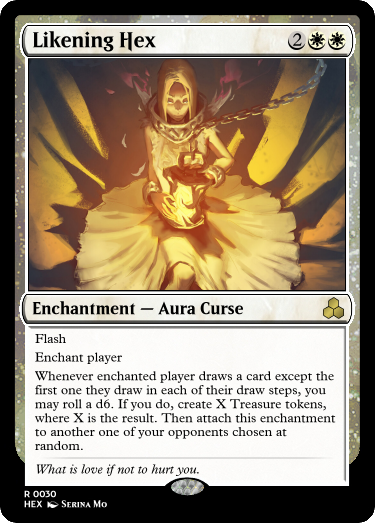 Likening Hex 2
Enchantment — Aura Curse
Flash
Enchant player
Whenever enchanted player draws a card except the
first one they draw in each of their draw steps, you
may roll a d6. If you do, create X Treasure tokens,
where X is the result. Then attach this enchantment
to another one of your opponents chosen at
random.
What is love if not to hurt you.
R 0030
HEX Serina Mo